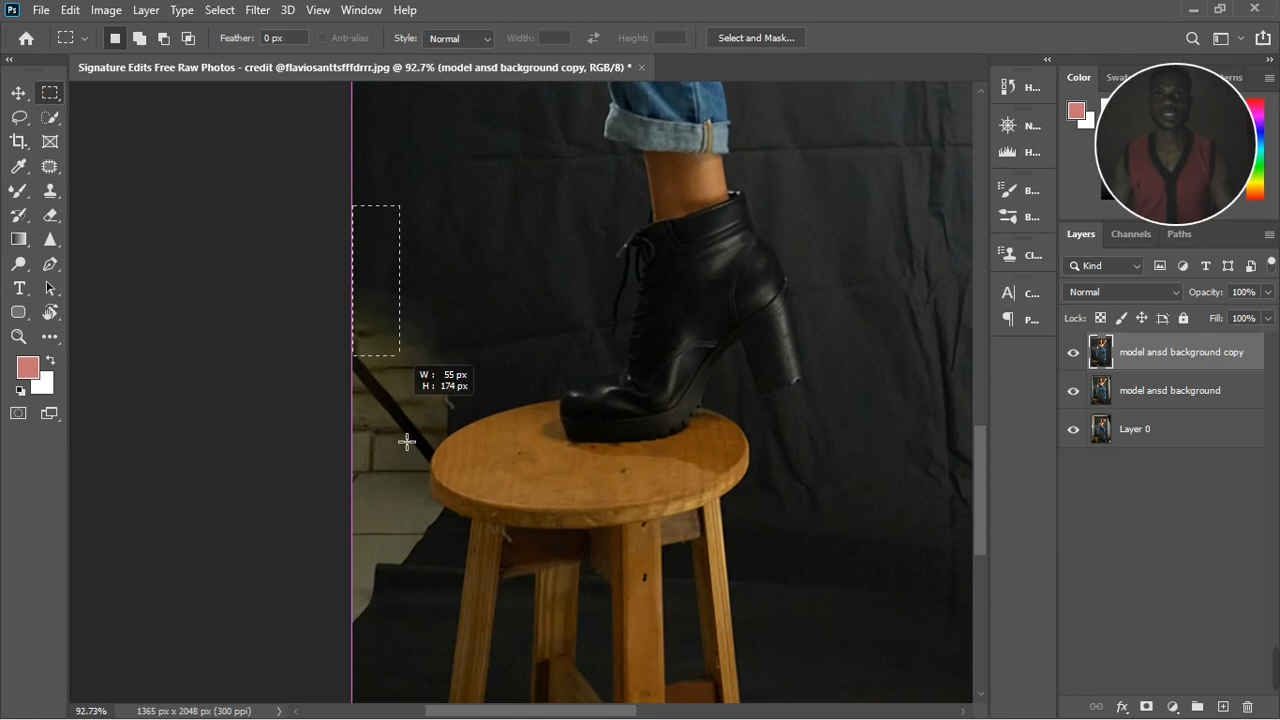 Ps File Edit Image Layer Type Select Filter 3D View Window Help
Feather: 0 px Anti-alias Style: Normal Width: Height: Select and Mask...
Signature Edits Free Raw Photos - credit @flaviosanttsfffdrrr.jpg @ 92.7% (model ansd background copy, RGB/8) *
Color
H...
N...
H...
B...
B...
Cl...
C...
P...
Layers Channels Paths
Kind
Normal Opacity: 100%
Lock: Fill: 100%
model ansd background copy
model ansd background
Layer 0
W : 55 px
H : 174 px
92.73% 1365 px x 2048 px (300 ppi)